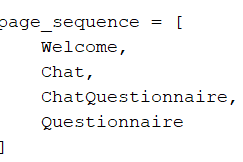 page_sequence = [
    Welcome,
    Chat,
    ChatQuestionnaire,
    Questionnaire
]